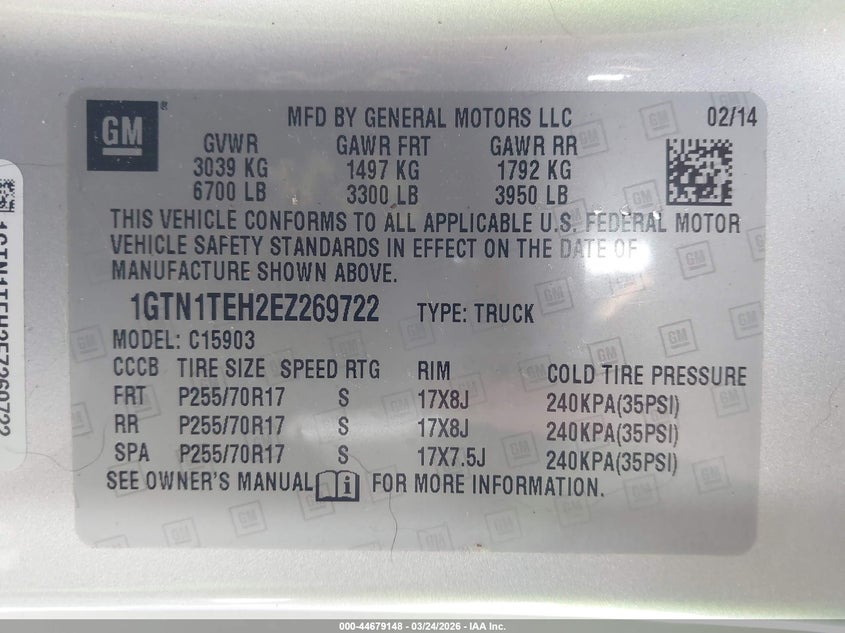 GM
MFD BY GENERAL MOTORS LLC 02/14
GVWR GAWR FRT GAWR RR
3039 KG 1497 KG 1792 KG
6700 LB 3300 LB 3950 LB
THIS VEHICLE CONFORMS TO ALL APPLICABLE U.S. FEDERAL MOTOR
VEHICLE SAFETY STANDARDS IN EFFECT ON THE DATE OF
MANUFACTURE SHOWN ABOVE.
1GTN1TEH2EZ269722 TYPE: TRUCK
MODEL: C15903
CCCB TIRE SIZE SPEED RTG RIM COLD TIRE PRESSURE
FRT P255/70R17 S 17X8J 240KPA(35PSI)
RR P255/70R17 S 17X8J 240KPA(35PSI)
SPA P255/70R17 S 17X7.5J 240KPA(35PSI)
SEE OWNER'S MANUAL FOR MORE INFORMATION.
1GTN1TEH2EZ269722
000-44679148 - 03/24/2026 - IAA Inc.